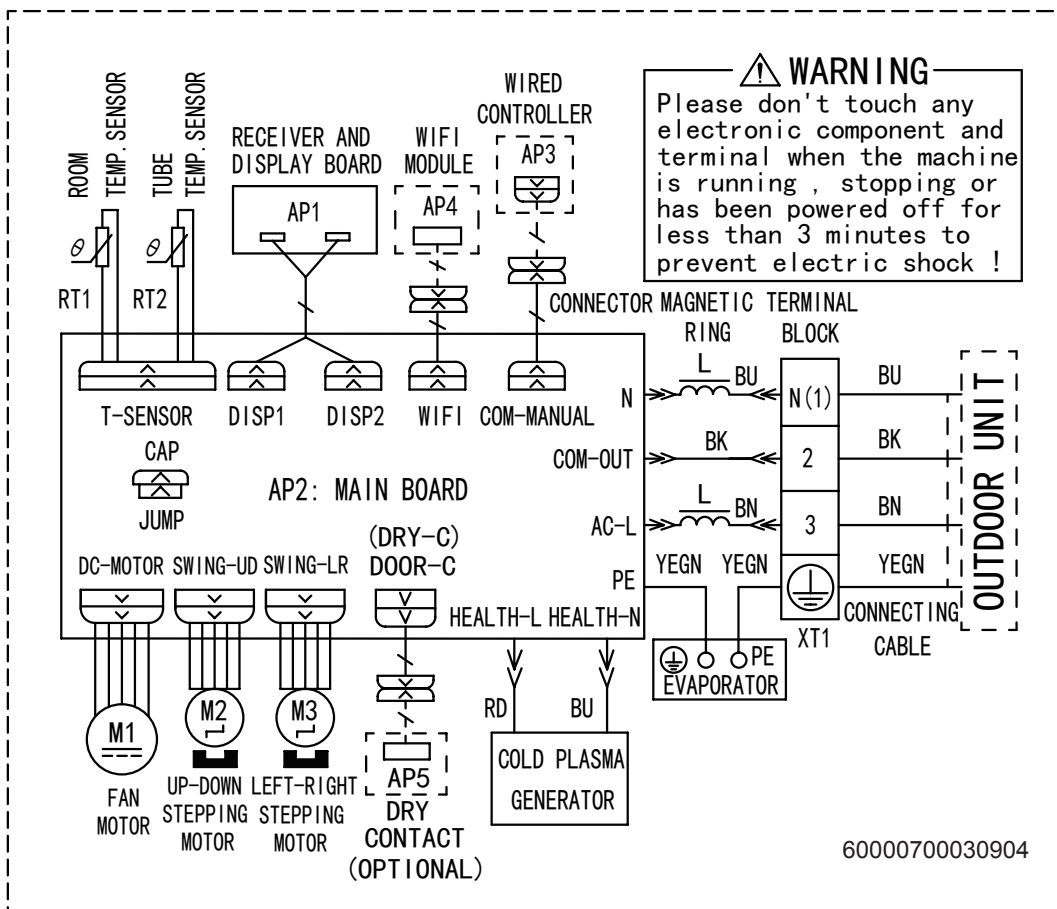 ROOM
TEMP. SENSOR
TUBE
TEMP. SENSOR
RECEIVER AND
DISPLAY BOARD
WIFI
MODULE
WIRED
CONTROLLER
WARNING
Please don't touch any
electronic component and
terminal when the machine
is running , stopping or
has been powered off for
less than 3 minutes to
prevent electric shock !
AP1
AP4
AP3
θ
θ
RT1
RT2
CONNECTOR
MAGNETIC
RING
TERMINAL
BLOCK
T-SENSOR
DISP1
DISP2
WIFI
COM-MANUAL
N
L
BU
N(1)
BU
CAP
JUMP
AP2: MAIN BOARD
COM-OUT
BK
2
BK
AC-L
L
BN
3
BN
OUTDOOR UNIT
DC-MOTOR
SWING-UD
SWING-LR
(DRY-C)
DOOR-C
PE
YEGN
YEGN
YEGN
HEALTH-L
HEALTH-N
XT1
CONNECTING
CABLE
PE
EVAPORATOR
M1
M2
M3
RD
BU
AP5
COLD PLASMA
GENERATOR
FAN
MOTOR
UP-DOWN
STEPPING
MOTOR
LEFT-RIGHT
STEPPING
MOTOR
DRY
CONTACT
(OPTIONAL)
60000700030904